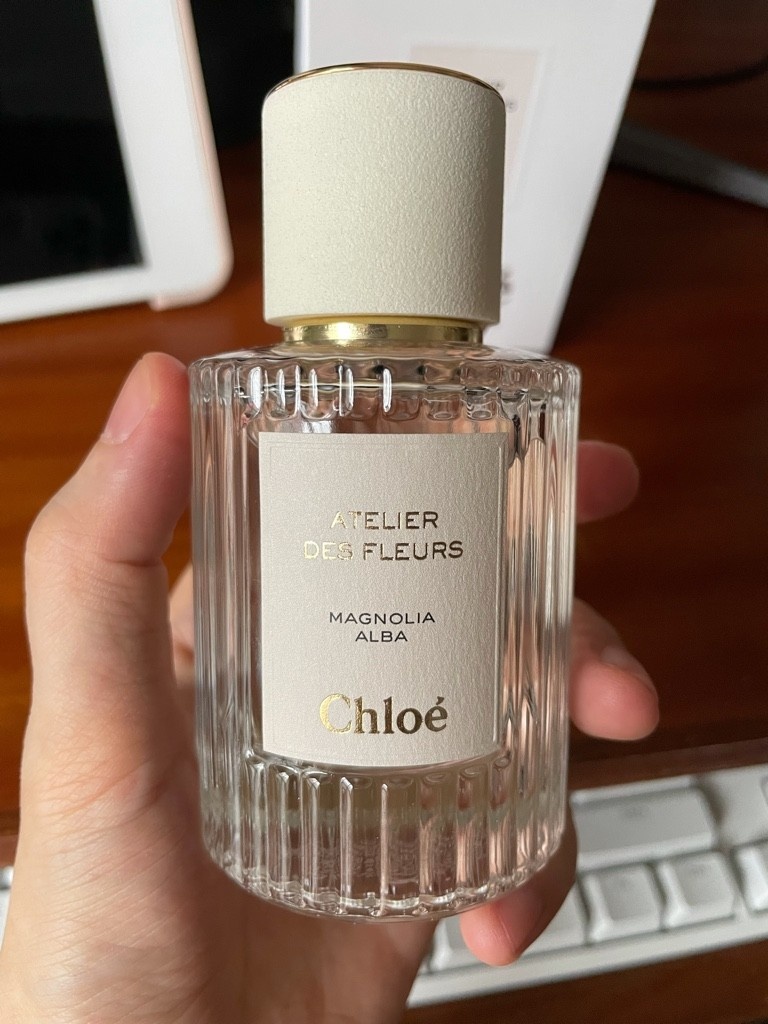 ATELIER
DES FLEURS
MAGNOLIA
ALBA
Chloé